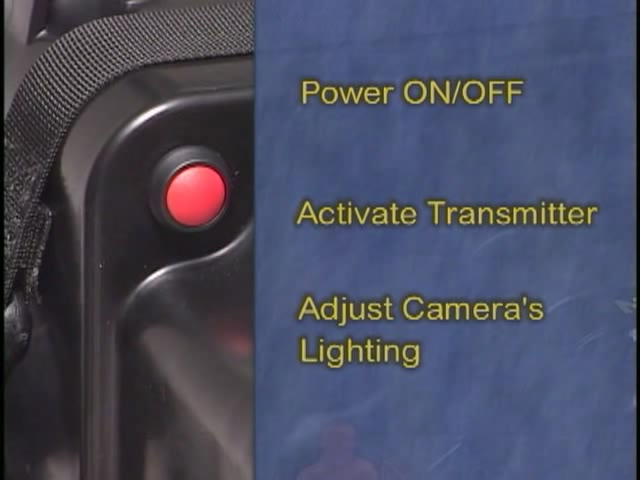 Power ON/OFF
Activate Transmitter
Adjust Camera's
Lighting